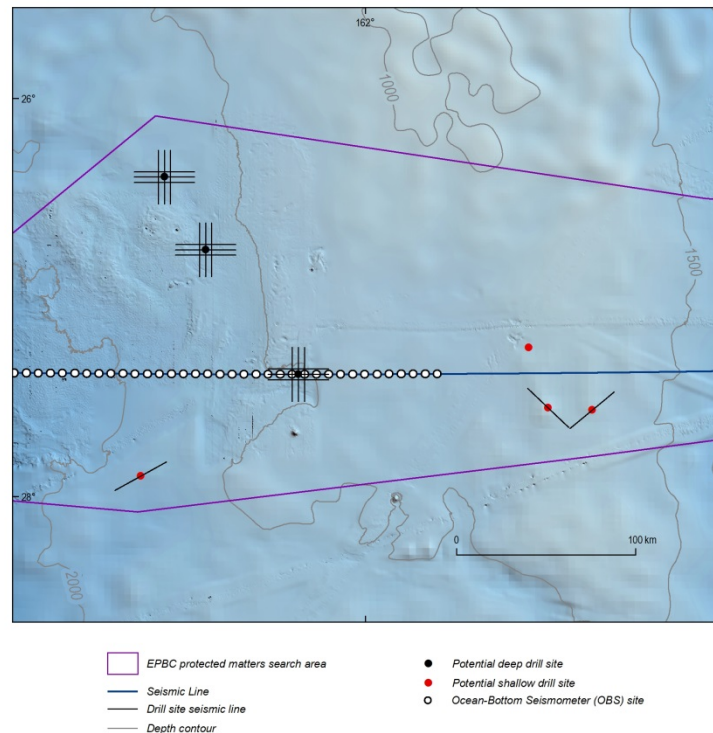 162°
26°
1000
1500
28°
0 100 km
2000
EPBC protected matters search area
Seismic Line
Drill site seismic line
Depth contour
Potential deep drill site
Potential shallow drill site
Ocean-Bottom Seismometer (OBS) site